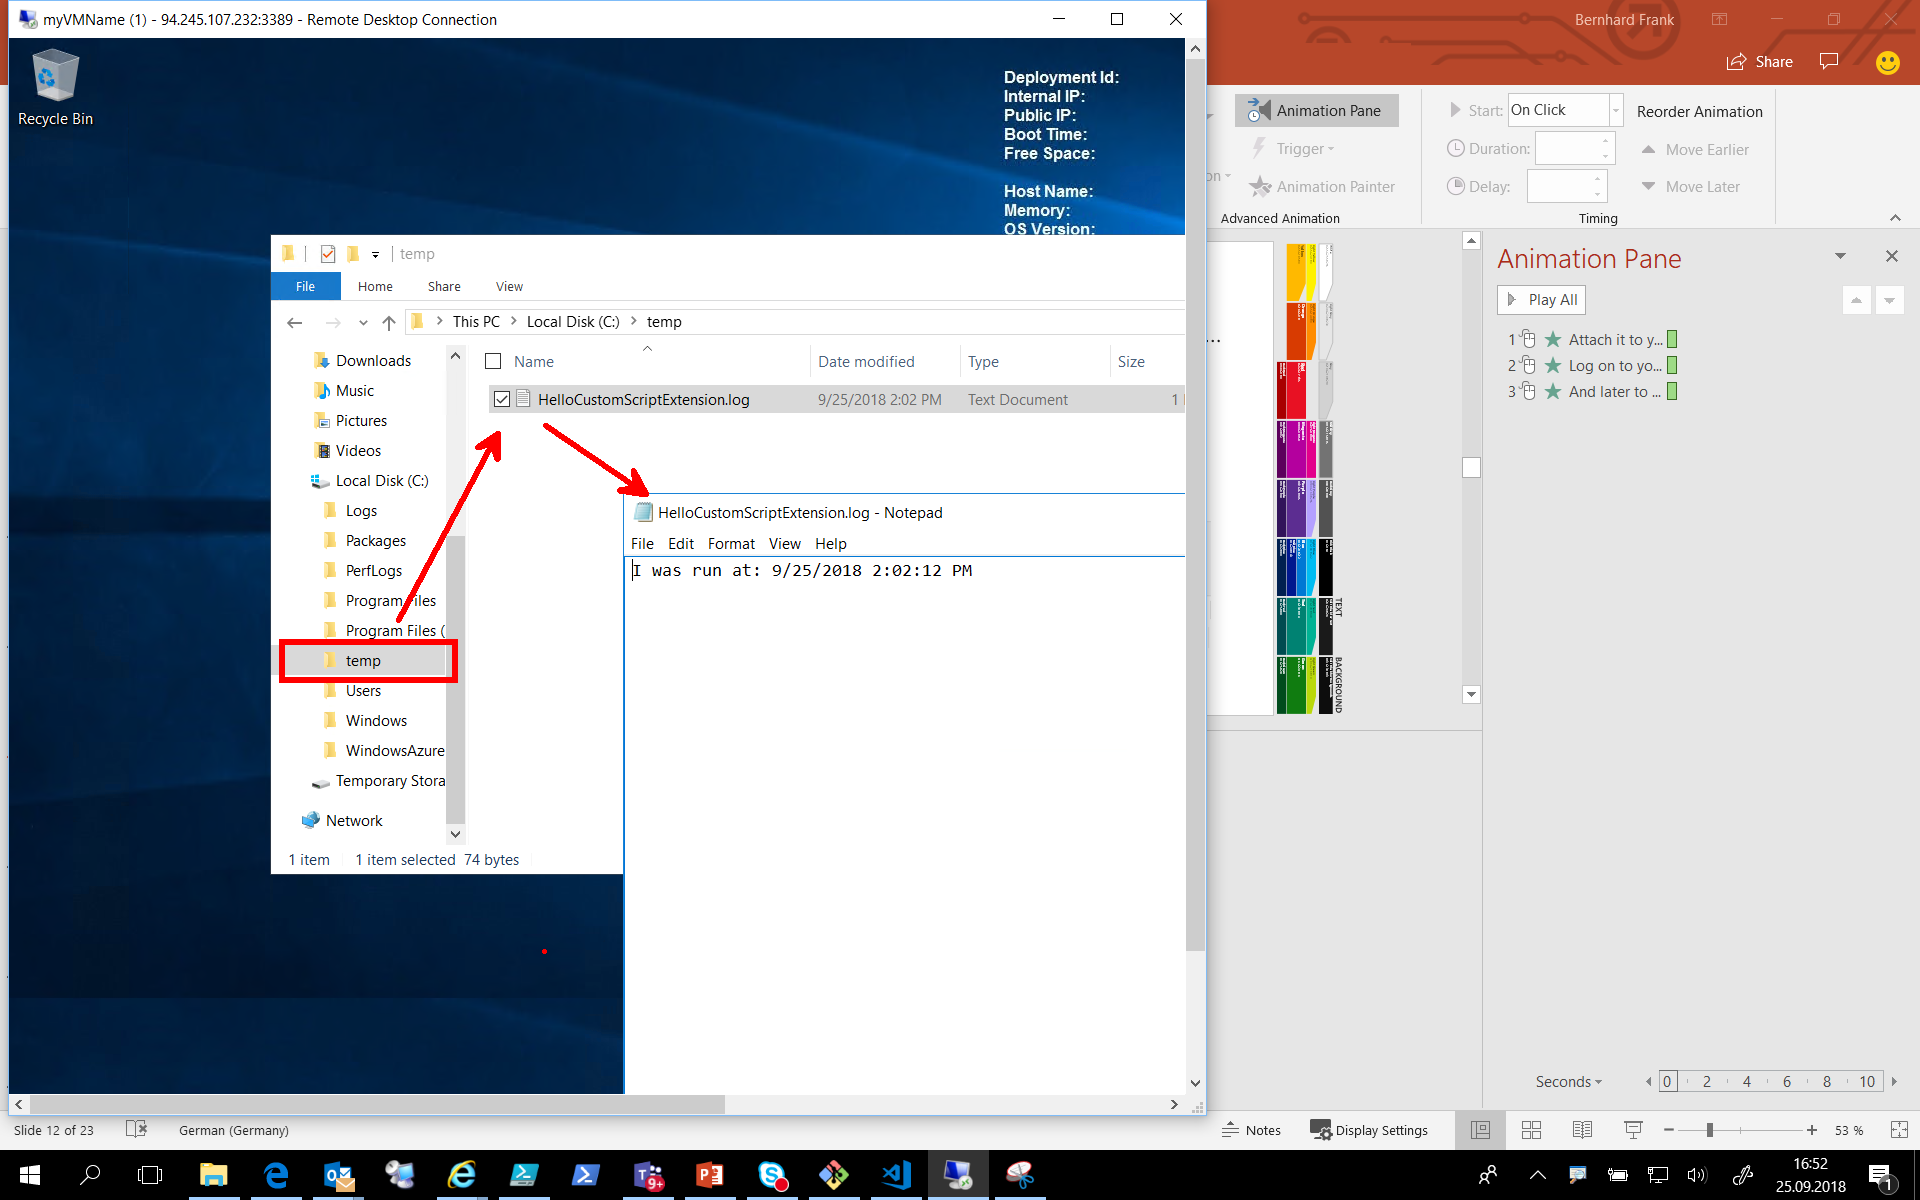 myVMName (1) - 94.245.107.232:3389 - Remote Desktop Connection
Bernhard Frank
Share
Recycle Bin
Deployment Id:
Internal IP:
Public IP:
Boot Time:
Free Space:
Host Name:
Memory:
OS Version:
Animation Pane
Trigger
Animation Painter
Advanced Animation
Start: On Click
Duration:
Delay:
Timing
Reorder Animation
Move Earlier
Move Later
temp
File Home Share View
This PC > Local Disk (C:) > temp
Name Date modified Type Size
HelloCustomScriptExtension.log 9/25/2018 2:02 PM Text Document 1
Downloads
Music
Pictures
Videos
Local Disk (C:)
Logs
Packages
PerfLogs
Program Files
Program Files (
temp
Users
Windows
WindowsAzure
Temporary Stora
Network
1 item 1 item selected 74 bytes
HelloCustomScriptExtension.log - Notepad
File Edit Format View Help
I was run at: 9/25/2018 2:02:12 PM
TEXT
BACKGROUND
Animation Pane
Play All
1 Attach it to y...
2 Log on to yo...
3 And later to ...
Seconds 0 2 4 6 8 10
Slide 12 of 23 German (Germany) Notes Display Settings 53 %
9+
16:52
25.09.2018
1